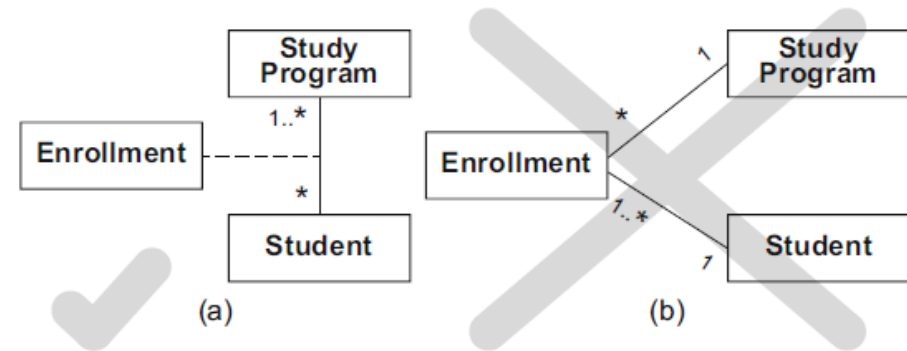 Study
Program
1..*
Enrollment
*
Student
(a)
Study
Program
1
*
Enrollment
1..*
Student
1
(b)